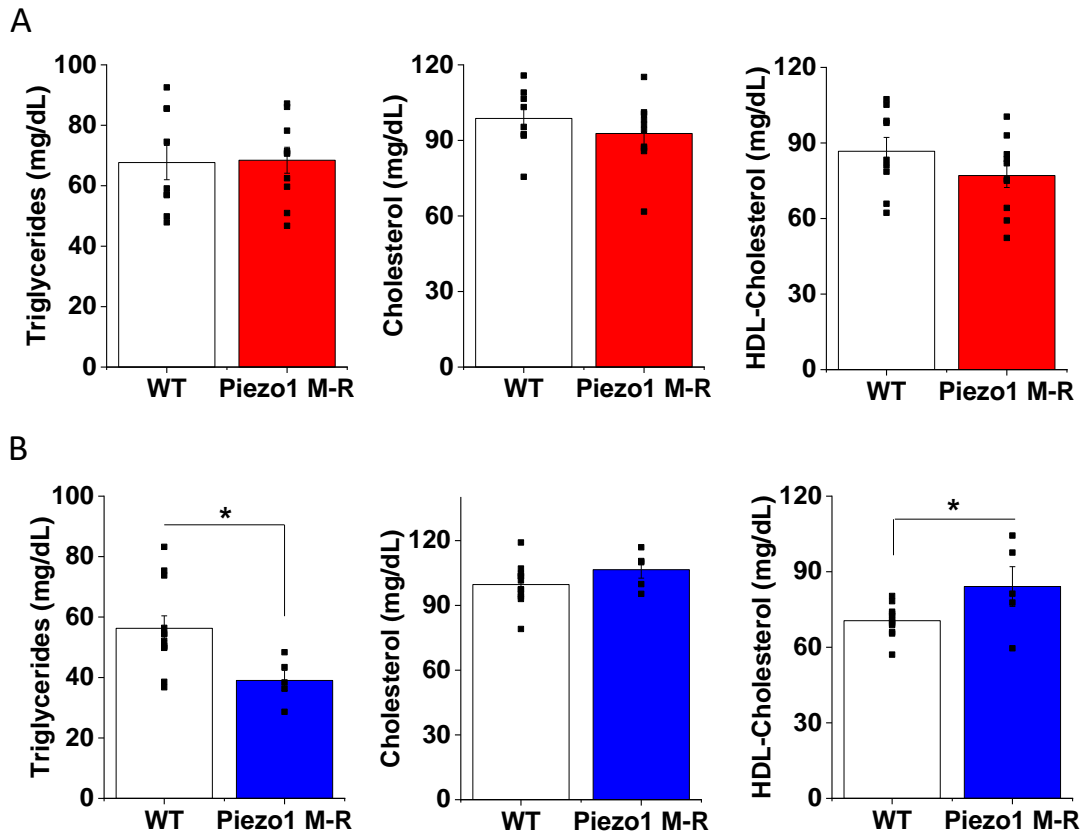 A
Triglycerides (mg/dL)
100
80
60
40
20
0
WT
Piezo1 M-R
Cholesterol (mg/dL)
120
90
60
30
0
WT
Piezo1 M-R
HDL-Cholesterol (mg/dL)
120
90
60
30
0
WT
Piezo1 M-R
B
Triglycerides (mg/dL)
100
80
60
40
20
0
*
WT
Piezo1 M-R
Cholesterol (mg/dL)
120
90
60
30
0
WT
Piezo1 M-R
HDL-Cholesterol (mg/dL)
120
90
60
30
0
*
WT
Piezo1 M-R